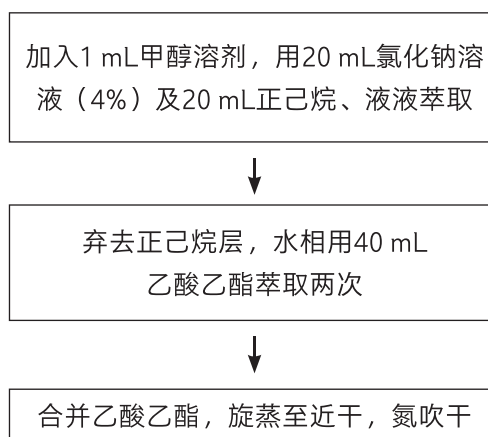 加入1 mL甲醇溶剂，用20 mL氯化钠溶
液（4%）及20 mL正己烷、液液萃取
弃去正己烷层，水相用40 mL
乙酸乙酯萃取两次
合并乙酸乙酯，旋蒸至近干，氮吹干